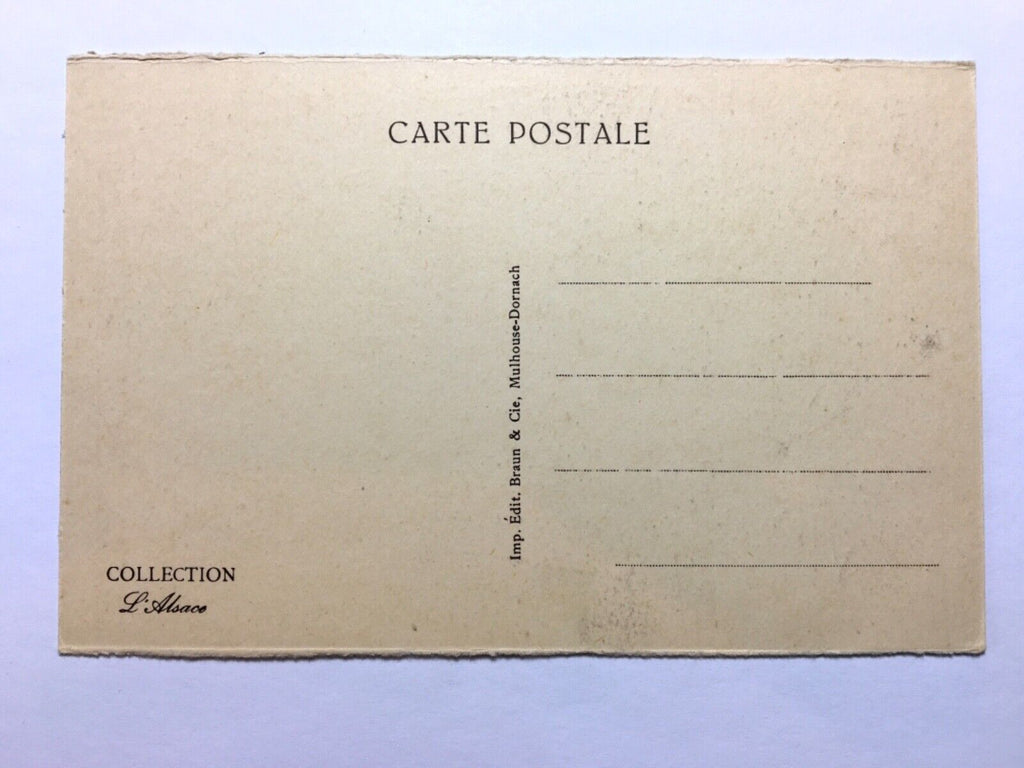 CARTE POSTALE
Imp. Édit. Braun & Cie, Mulhouse-Dornach
COLLECTION
L'Alsace